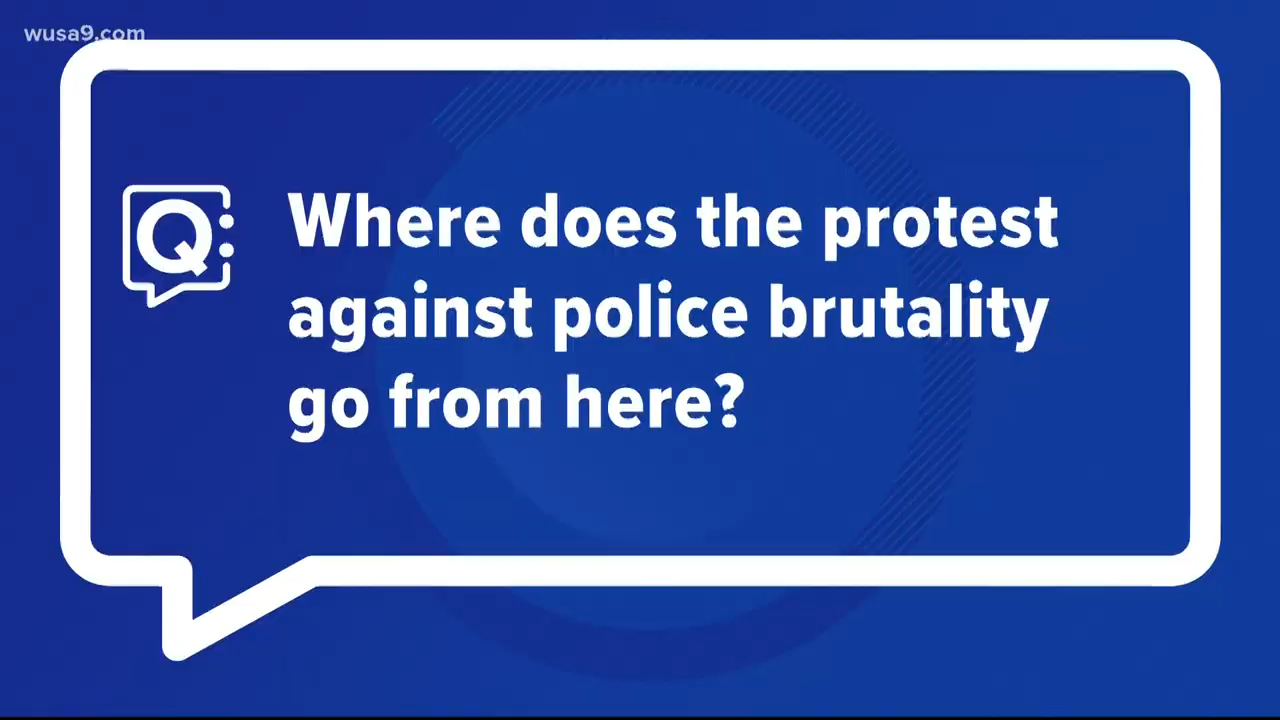 wusa9.com
Q:
Where does the protest
against police brutality
go from here?